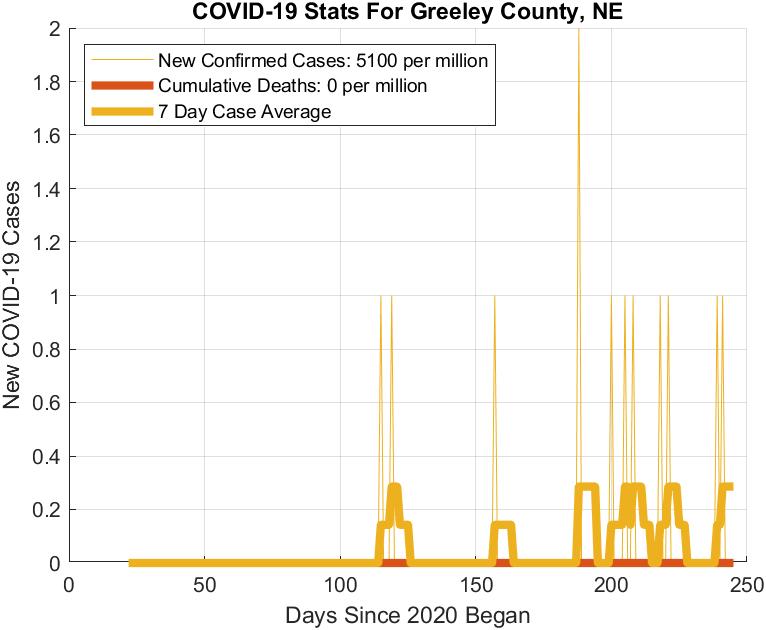 COVID-19 Stats For Greeley County, NE
New Confirmed Cases: 5100 per million
Cumulative Deaths: 0 per million
7 Day Case Average
New COVID-19 Cases
2
1.8
1.6
1.4
1.2
1
0.8
0.6
0.4
0.2
0
0 50 100 150 200 250
Days Since 2020 Began